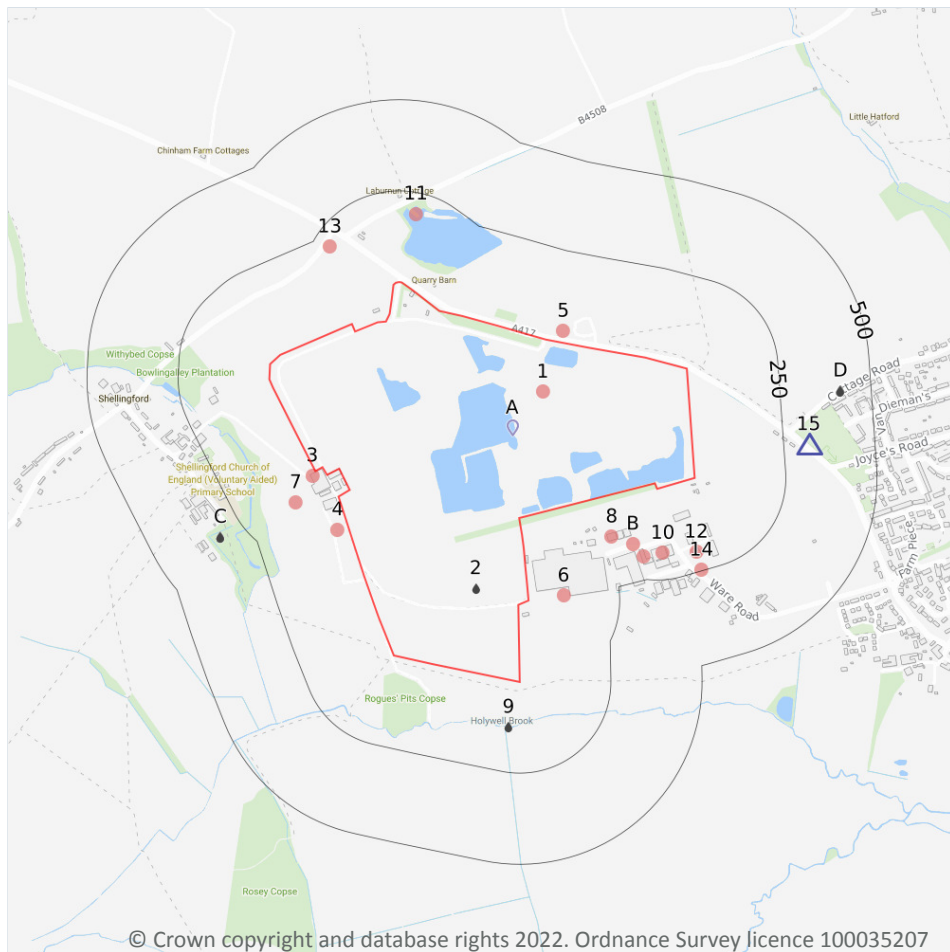 B4508
Little Hatford
Chinham Farm Cottages
Laburnun Cottage
11
13
Quarry Barn
5
A417
500
Withybed Copse
Bowlingalley Plantation
1
250
D
Cottage Road
Shellingford
A
Van Dieman's
15
Joyce's Road
3
Shellingford Church of
England (Voluntary Aided)
Primary School
7
4
C
8
B
10
12
14
Farm Piece
2
6
Ware Road
Rogues' Pits Copse
9
Holywell Brook
Rosey Copse
© Crown copyright and database rights 2022. Ordnance Survey licence 100035207